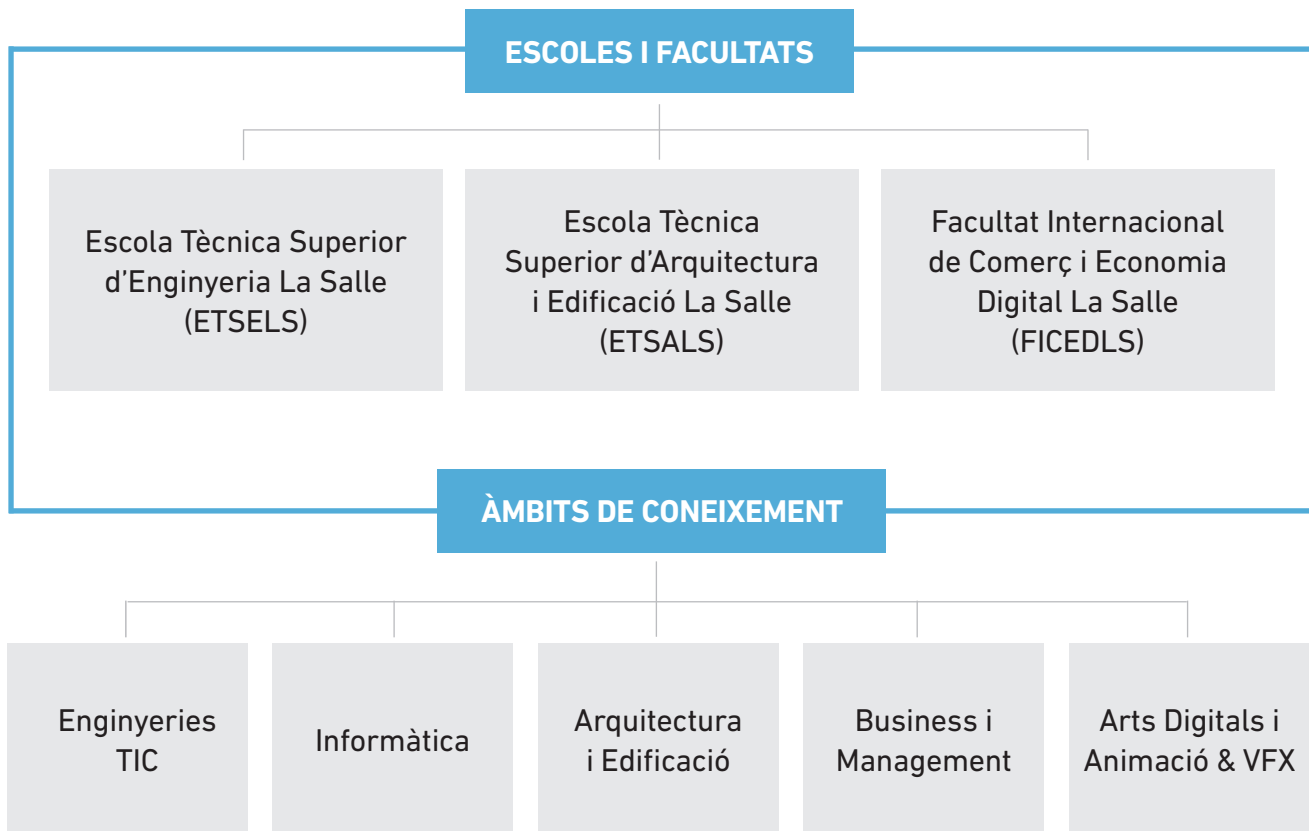 ESCOLES I FACULTATS
Escola Tècnica Superior
d’Enginyeria La Salle
(ETSELS)
Escola Tècnica
Superior d’Arquitectura
i Edificació La Salle
(ETSALS)
Facultat Internacional
de Comerç i Economia
Digital La Salle
(FICEDLS)
ÀMBITS DE CONEIXEMENT
Enginyeries
TIC
Informàtica
Arquitectura
i Edificació
Business i
Management
Arts Digitals i
Animació & VFX